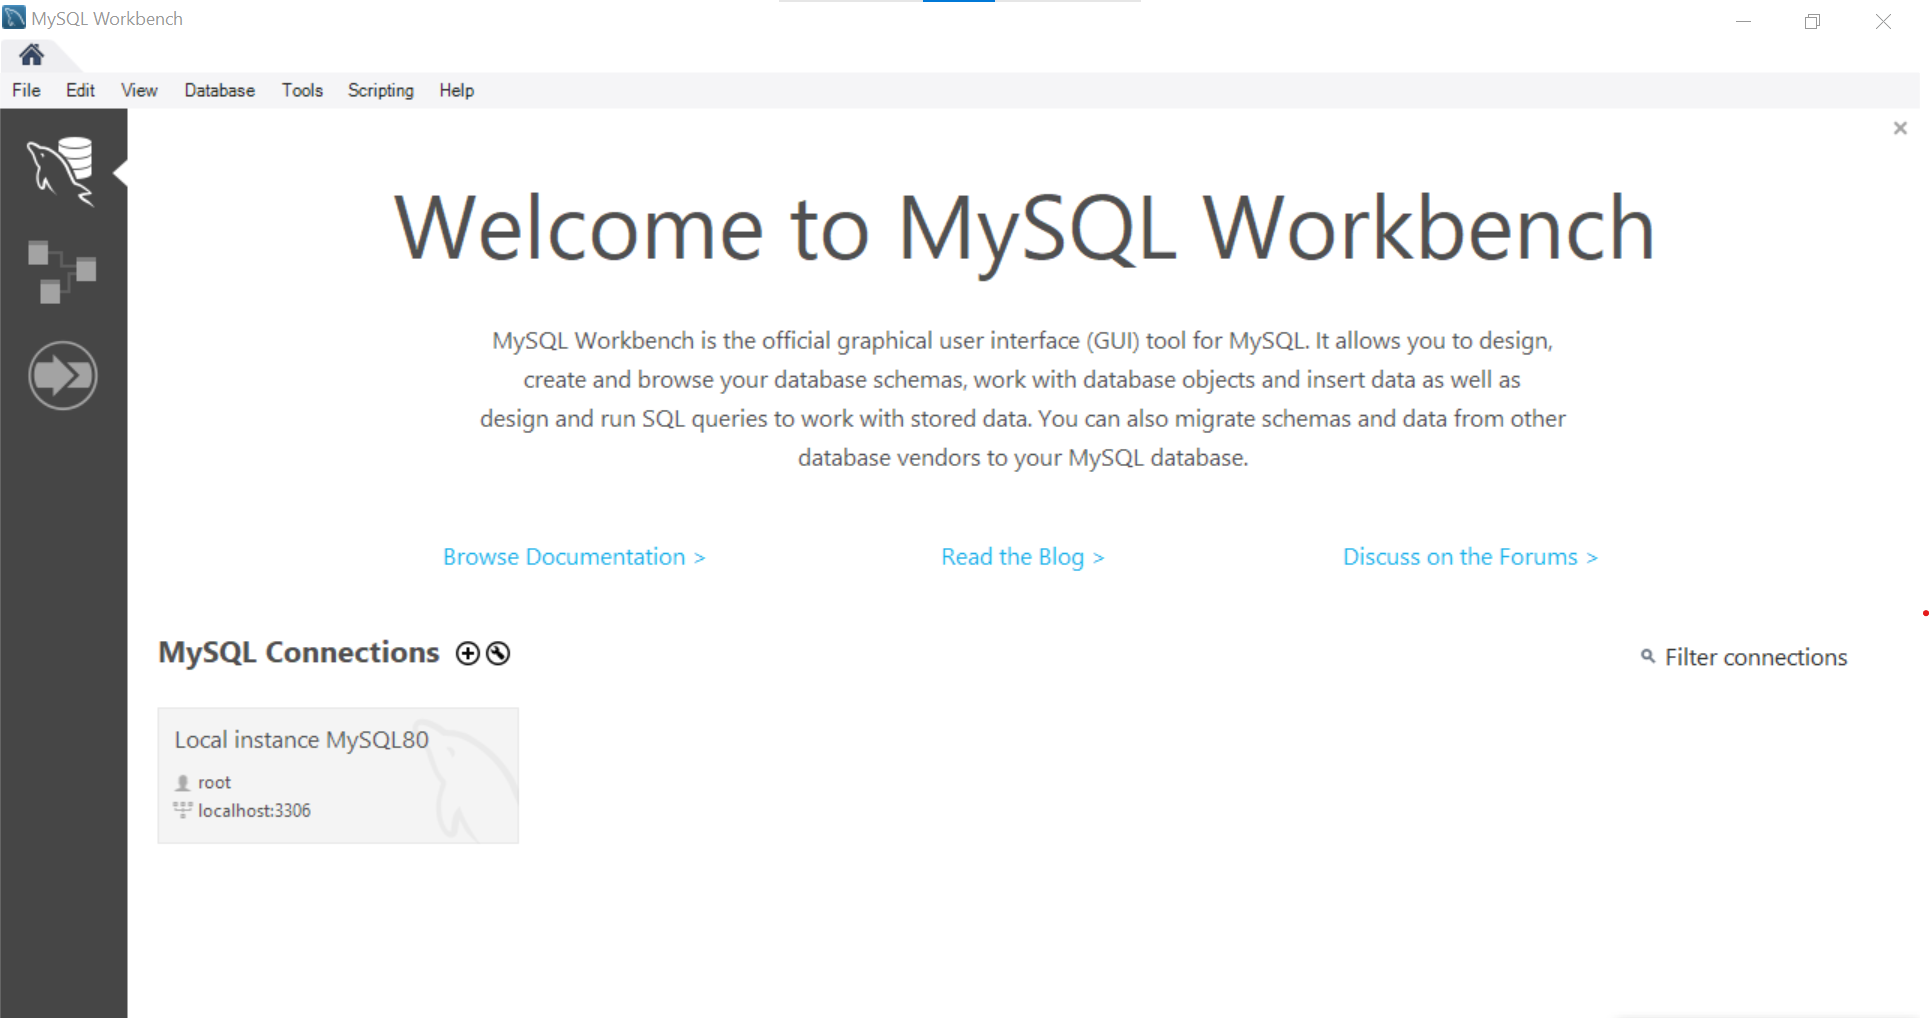 MySQL Workbench
File Edit View Database Tools Scripting Help
Welcome to MySQL Workbench
MySQL Workbench is the official graphical user interface (GUI) tool for MySQL. It allows you to design,
create and browse your database schemas, work with database objects and insert data as well as
design and run SQL queries to work with stored data. You can also migrate schemas and data from other
database vendors to your MySQL database.
Browse Documentation > Read the Blog > Discuss on the Forums >
MySQL Connections
Filter connections
Local instance MySQL80
root
localhost:3306